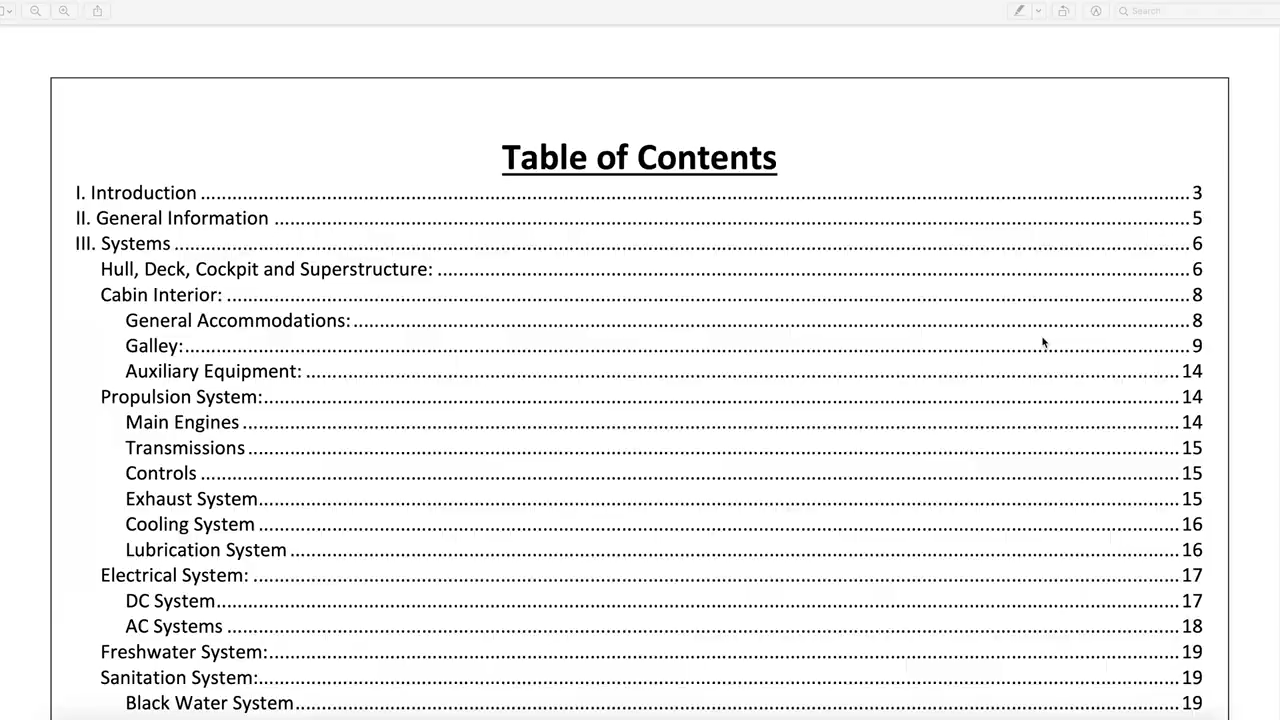 Search
Table of Contents
I. Introduction ........ 3
II. General Information ........ 5
III. Systems ........ 6
Hull, Deck, Cockpit and Superstructure: ........ 6
Cabin Interior: ........ 8
General Accommodations: ........ 8
Galley: ........ 9
Auxiliary Equipment: ........ 14
Propulsion System: ........ 14
Main Engines ........ 14
Transmissions ........ 15
Controls ........ 15
Exhaust System ........ 15
Cooling System ........ 16
Lubrication System ........ 16
Electrical System: ........ 17
DC System ........ 17
AC Systems ........ 18
Freshwater System: ........ 19
Sanitation System: ........ 19
Black Water System ........ 19